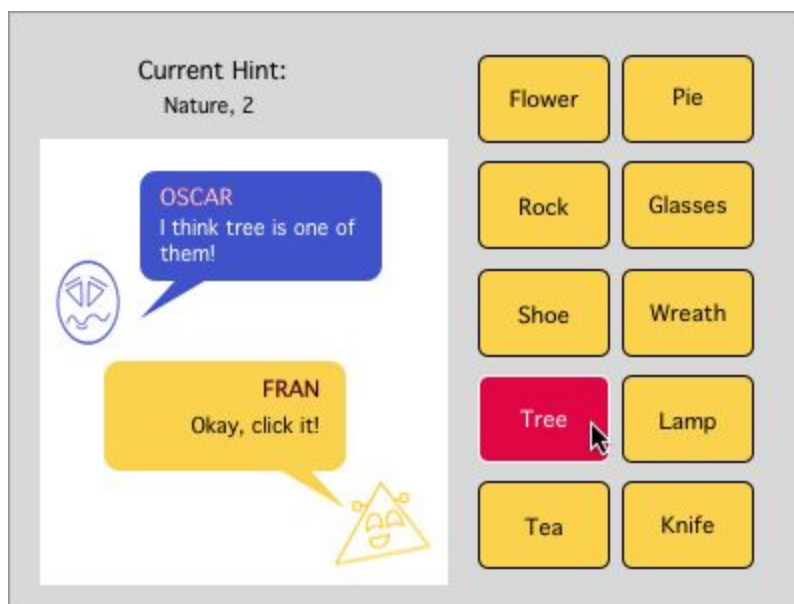 Current Hint:
Nature, 2
OSCAR
I think tree is one of
them!
FRAN
Okay, click it!
Flower
Pie
Rock
Glasses
Shoe
Wreath
Tree
Lamp
Tea
Knife